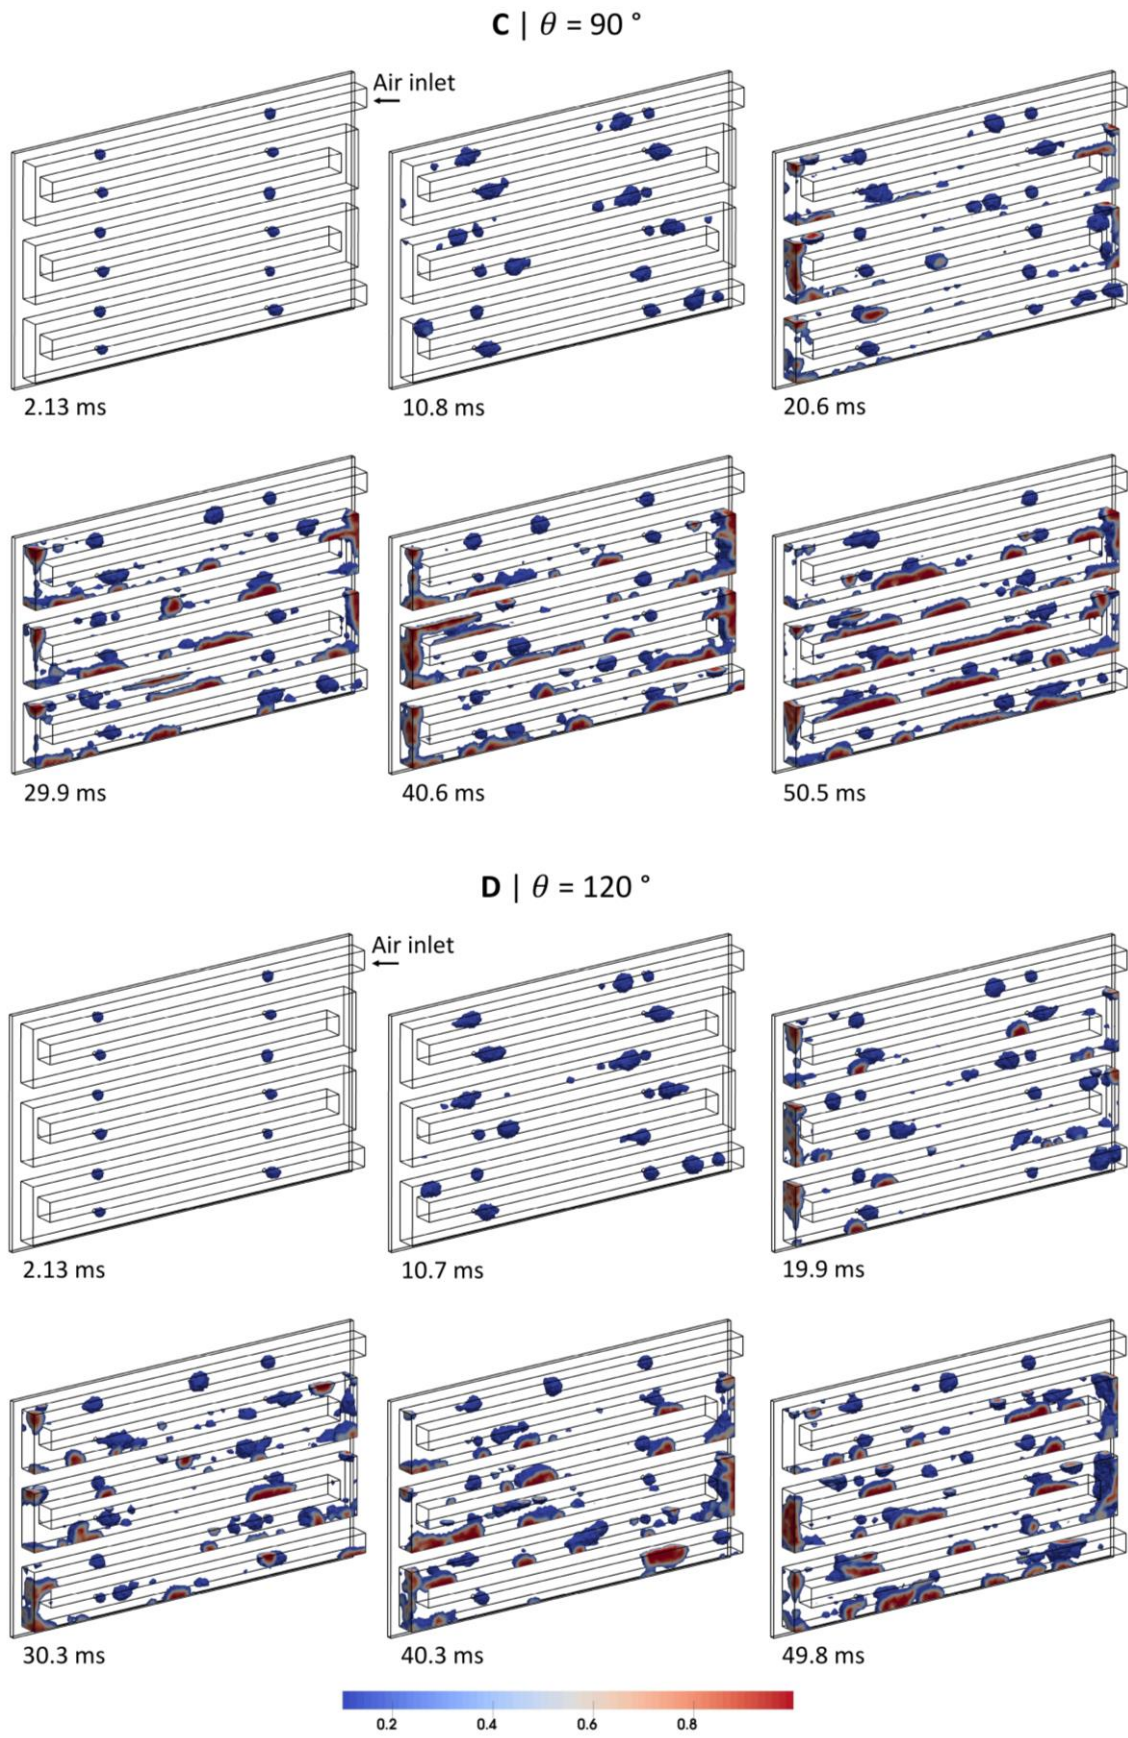 C | θ = 90 °
Air inlet
2.13 ms
10.8 ms
20.6 ms
29.9 ms
40.6 ms
50.5 ms
D | θ = 120 °
Air inlet
2.13 ms
10.7 ms
19.9 ms
30.3 ms
40.3 ms
49.8 ms
0.2 0.4 0.6 0.8